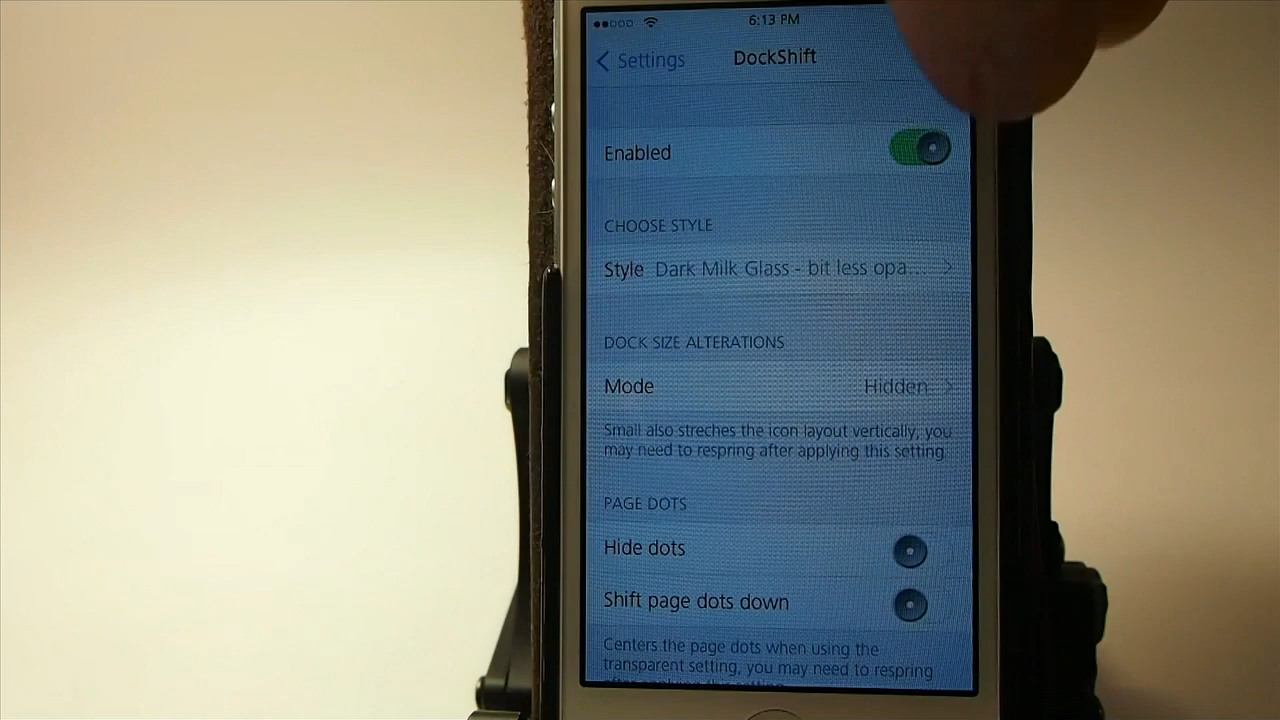 6:13 PM
Settings DockShift
Enabled
CHOOSE STYLE
Style Dark Milk Glass - bit less opa...
DOCK SIZE ALTERATIONS
Mode Hidden
Small also streches the icon layout vertically, you
may need to respring after applying this setting
PAGE DOTS
Hide dots
Shift page dots down
Centers the page dots when using the
transparent setting, you may need to respring